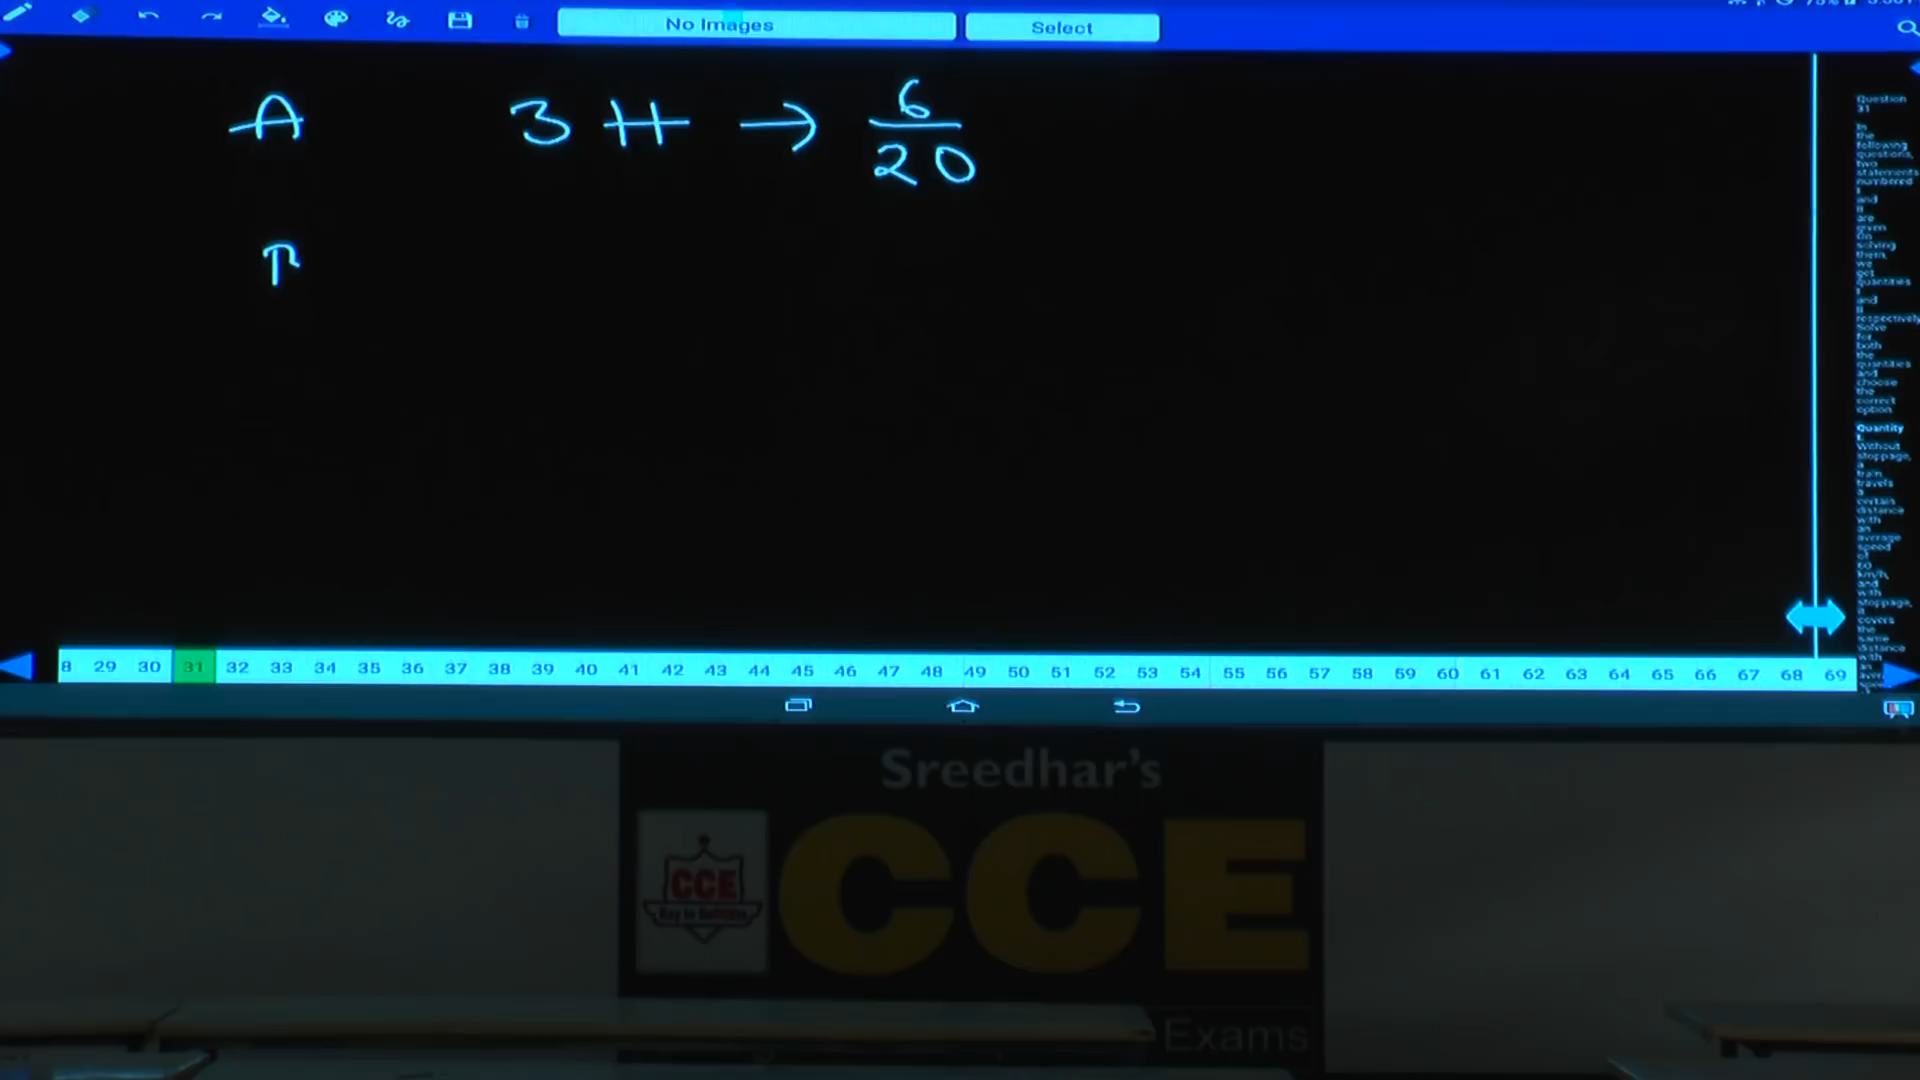 No Images
Select
A 3 H → 6
20
Question
31
In
the
following
questions,
two
statements
numbered
I
and
II
are
given
On
solving
them,
we
get
quantities
I
and
II
respectively
Solve
for
both
the
quantities
and
choose
the
correct
option
Quantity
I.
Without
stoppage,
a
train
travels
a
certain
distance
with
an
average
speed
of
60
km/h,
and
with
stoppage,
it
covers
the
same
distance
with
an
8 29 30 31 32 33 34 35 36 37 38 39 40 41 42 43 44 45 46 47 48 49 50 51 52 53 54 55 56 57 58 59 60 61 62 63 64 65 66 67 68 69
Sreedhar's
CCE
CCE
Key to Success
Exams